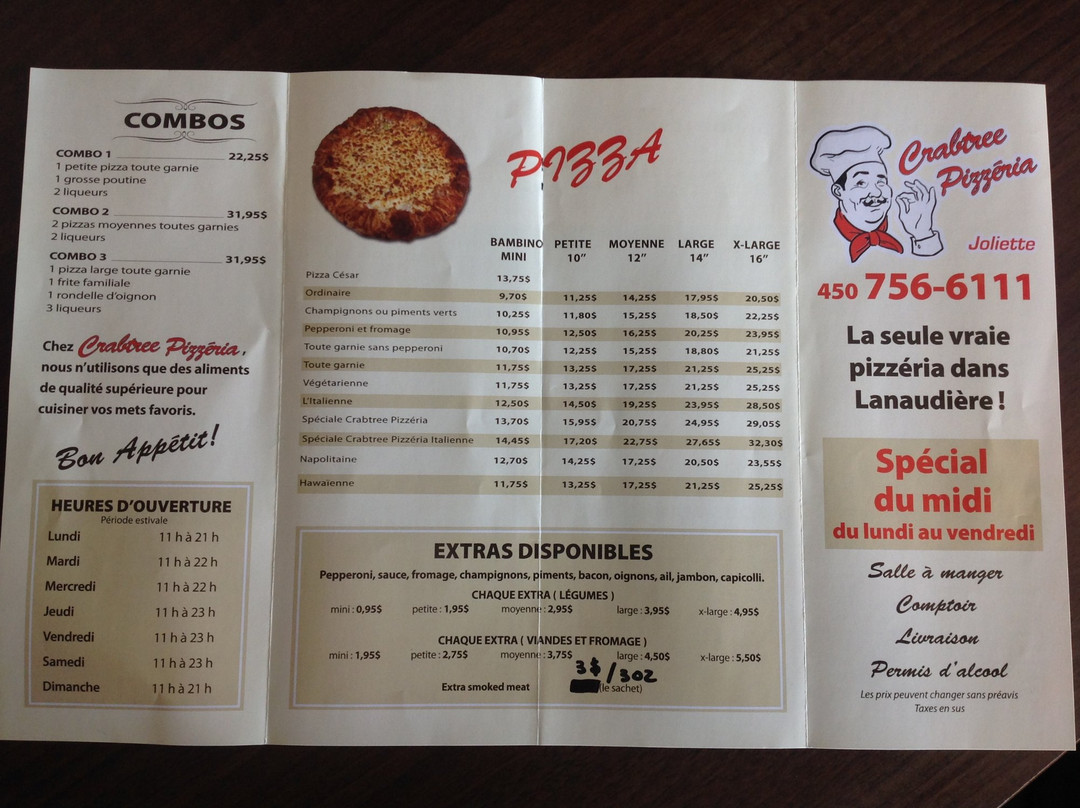 COMBOS
COMBO 1 22,25$
1 petite pizza toute garnie
1 grosse poutine
2 liqueurs
COMBO 2 31,95$
2 pizzas moyennes toutes garnies
2 liqueurs
COMBO 3 31,95$
1 pizza large toute garnie
1 frite familiale
1 rondelle d'oignon
3 liqueurs
Chez Crabtree Pizzéria,
nous n'utilisons que des aliments
de qualité supérieure pour
cuisiner vos mets favoris.
Bon Appétit!
HEURES D'OUVERTURE
Période estivale
Lundi 11 h à 21 h
Mardi 11 h à 22 h
Mercredi 11 h à 22 h
Jeudi 11 h à 23 h
Vendredi 11 h à 23 h
Samedi 11 h à 23 h
Dimanche 11 h à 21 h
PIZZA
BAMBINO PETITE MOYENNE LARGE X-LARGE
MINI 10" 12" 14" 16"
Pizza César 13,75$
Ordinaire 9,70$ 11,25$ 14,25$ 17,95$ 20,50$
Champignons ou piments verts 10,25$ 11,80$ 15,25$ 18,50$ 22,25$
Pepperoni et fromage 10,95$ 12,50$ 16,25$ 20,25$ 23,95$
Toute garnie sans pepperoni 10,70$ 12,25$ 15,25$ 18,80$ 21,25$
Toute garnie 11,75$ 13,25$ 17,25$ 21,25$ 25,25$
Végétarienne 11,75$ 13,25$ 17,25$ 21,25$ 25,25$
L'Italienne 12,50$ 14,50$ 19,25$ 23,95$ 28,50$
Spéciale Crabtree Pizzéria 13,70$ 15,95$ 20,75$ 24,95$ 29,05$
Spéciale Crabtree Pizzéria Italienne 14,45$ 17,20$ 22,75$ 27,65$ 32,30$
Napolitaine 12,70$ 14,25$ 17,25$ 20,50$ 23,55$
Hawaïenne 11,75$ 13,25$ 17,25$ 21,25$ 25,25$
EXTRAS DISPONIBLES
Pepperoni, sauce, fromage, champignons, piments, bacon, oignons, ail, jambon, capicolli.
CHAQUE EXTRA ( LÉGUMES )
mini : 0,95$ petite : 1,95$ moyenne : 2,95$ large : 3,95$ x-large : 4,95$
CHAQUE EXTRA ( VIANDES ET FROMAGE )
mini : 1,95$ petite : 2,75$ moyenne : 3,75$ large : 4,50$ x-large : 5,50$
3$/3oz
Extra smoked meat (le sachet)
Crabtree
Pizzéria
Joliette
450 756-6111
La seule vraie
pizzéria dans
Lanaudière !
Spécial
du midi
du lundi au vendredi
Salle à manger
Comptoir
Livraison
Permis d'alcool
Les prix peuvent changer sans préavis
Taxes en sus